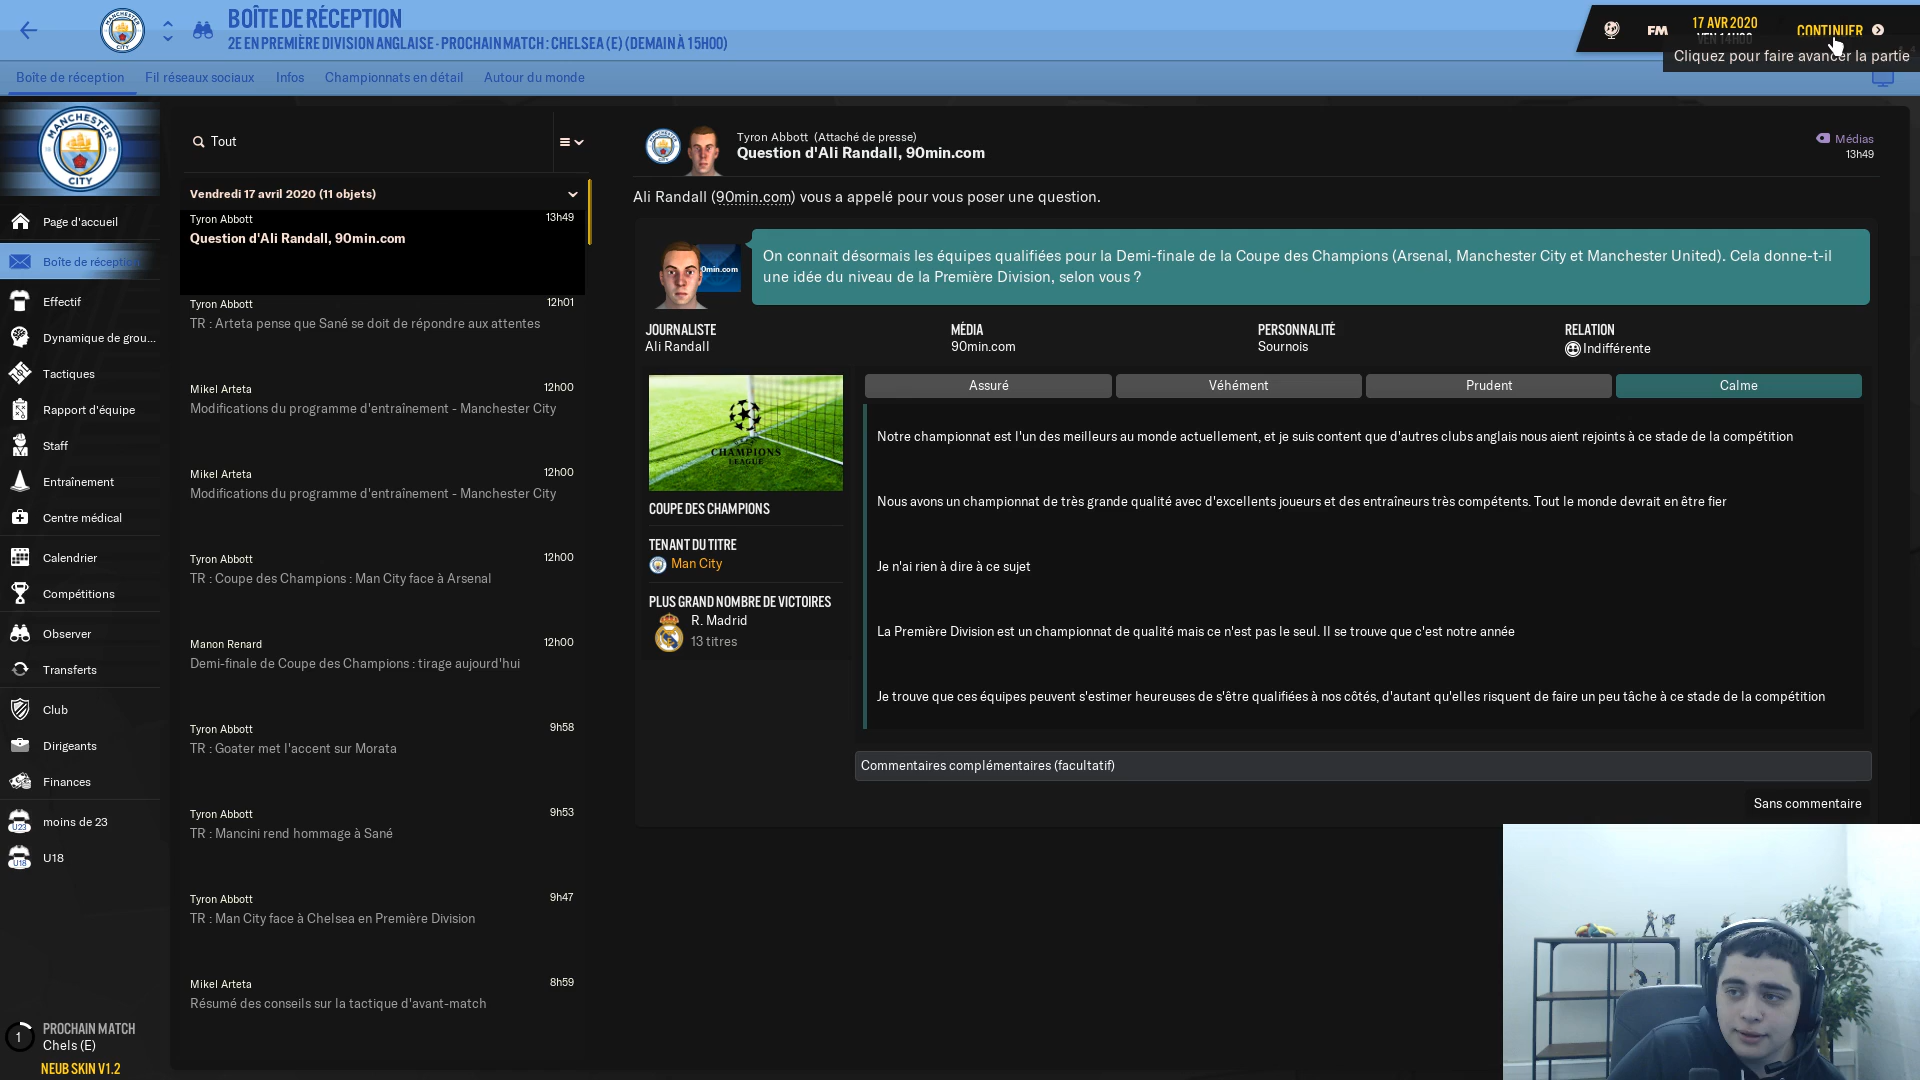 BOÎTE DE RÉCEPTION
2E EN PREMIÈRE DIVISION ANGLAISE - PROCHAIN MATCH : CHELSEA (E) (DEMAIN À 15H00)
FM
17 AVR 2020
VEN 14H00
CONTINUER
Cliquez pour faire avancer la partie
Boîte de réception
Fil réseaux sociaux
Infos
Championnats en détail
Autour du monde
MANCHESTER CITY
Page d'accueil
Boîte de réception
Effectif
Dynamique de grou...
Tactiques
Rapport d'équipe
Staff
Entraînement
Centre médical
Calendrier
Compétitions
Observer
Transferts
Club
Dirigeants
Finances
U23
moins de 23
U18
U18
1
PROCHAIN MATCH
Chels (E)
NEUB SKIN V1.2
Tout
Vendredi 17 avril 2020 (11 objets)
Tyron Abbott 13h49
Question d'Ali Randall, 90min.com
Tyron Abbott 12h01
TR : Arteta pense que Sané se doit de répondre aux attentes
Mikel Arteta 12h00
Modifications du programme d'entraînement - Manchester City
Mikel Arteta 12h00
Modifications du programme d'entraînement - Manchester City
Tyron Abbott 12h00
TR : Coupe des Champions : Man City face à Arsenal
Manon Renard 12h00
Demi-finale de Coupe des Champions : tirage aujourd'hui
Tyron Abbott 9h58
TR : Goater met l'accent sur Morata
Tyron Abbott 9h53
TR : Mancini rend hommage à Sané
Tyron Abbott 9h47
TR : Man City face à Chelsea en Première Division
Mikel Arteta 8h59
Résumé des conseils sur la tactique d'avant-match
Tyron Abbott (Attaché de presse)
Question d'Ali Randall, 90min.com
Médias
13h49
Ali Randall (90min.com) vous a appelé pour vous poser une question.
0min.com
On connait désormais les équipes qualifiées pour la Demi-finale de la Coupe des Champions (Arsenal, Manchester City et Manchester United). Cela donne-t-il
une idée du niveau de la Première Division, selon vous ?
JOURNALISTE
Ali Randall
MÉDIA
90min.com
PERSONNALITÉ
Sournois
RELATION
Indifférente
CHAMPIONS
LEAGUE
COUPE DES CHAMPIONS
TENANT DU TITRE
Man City
PLUS GRAND NOMBRE DE VICTOIRES
R. Madrid
13 titres
Assuré
Véhément
Prudent
Calme
Notre championnat est l'un des meilleurs au monde actuellement, et je suis content que d'autres clubs anglais nous aient rejoints à ce stade de la compétition
Nous avons un championnat de très grande qualité avec d'excellents joueurs et des entraîneurs très compétents. Tout le monde devrait en être fier
Je n'ai rien à dire à ce sujet
La Première Division est un championnat de qualité mais ce n'est pas le seul. Il se trouve que c'est notre année
Je trouve que ces équipes peuvent s'estimer heureuses de s'être qualifiées à nos côtés, d'autant qu'elles risquent de faire un peu tâche à ce stade de la compétition
Commentaires complémentaires (facultatif)
Sans commentaire